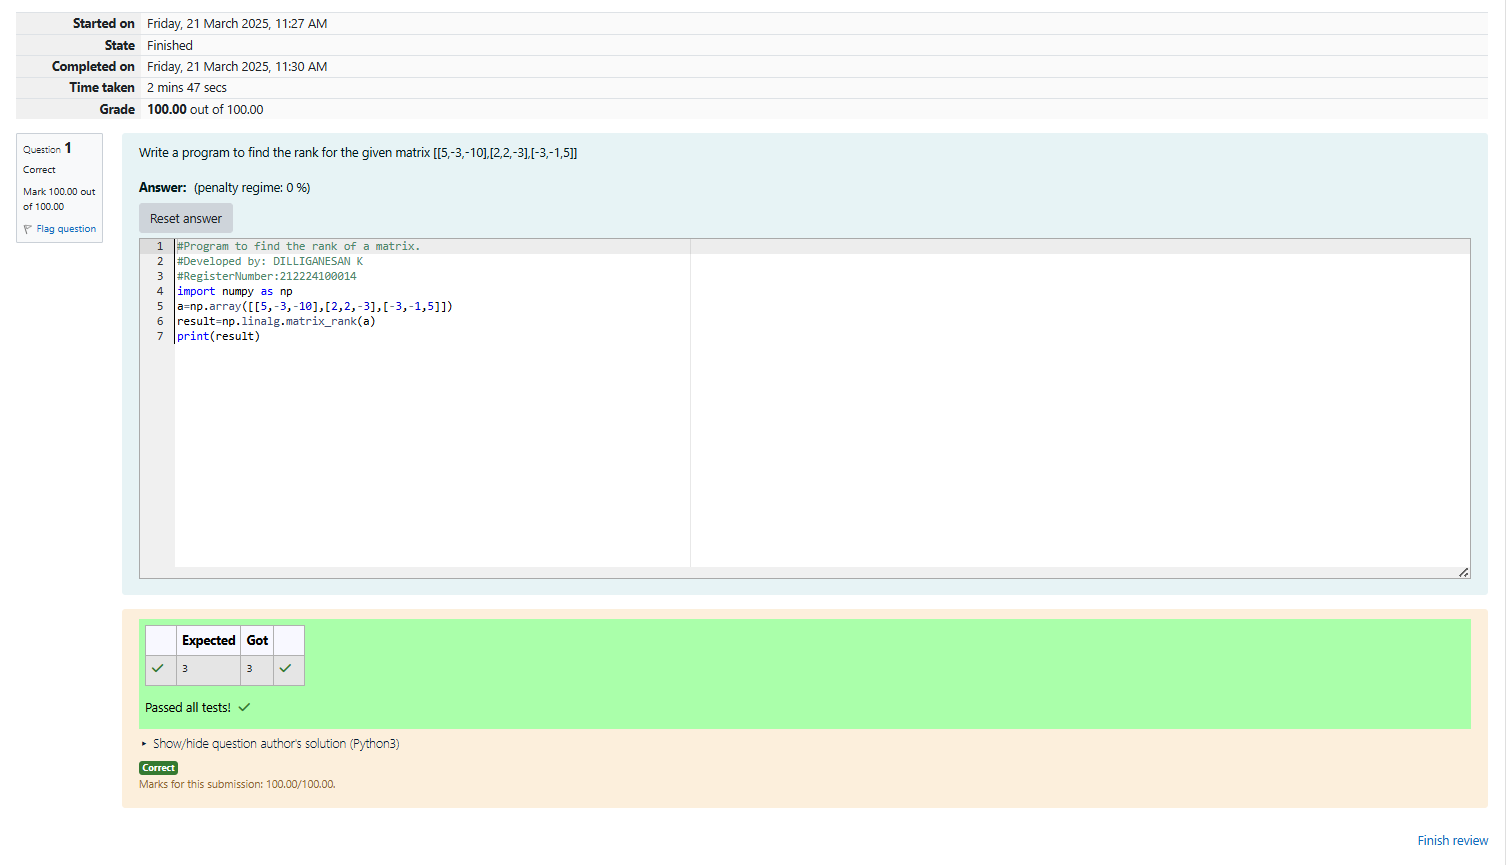 Started on Friday, 21 March 2025, 11:27 AM
State Finished
Completed on Friday, 21 March 2025, 11:30 AM
Time taken 2 mins 47 secs
Grade 100.00 out of 100.00
Question 1
Correct
Mark 100.00 out
of 100.00
Flag question
Write a program to find the rank for the given matrix [[5,-3,-10],[2,2,-3],[-3,-1,5]]
Answer: (penalty regime: 0 %)
Reset answer
1 #Program to find the rank of a matrix.
2 #Developed by: DILLIGANESAN K
3 #RegisterNumber:212224100014
4 import numpy as np
5 a=np.array([[5,-3,-10],[2,2,-3],[-3,-1,5]])
6 result=np.linalg.matrix_rank(a)
7 print(result)
Expected Got
3 3
Passed all tests!
Show/hide question author's solution (Python3)
Correct
Marks for this submission: 100.00/100.00.
Finish review